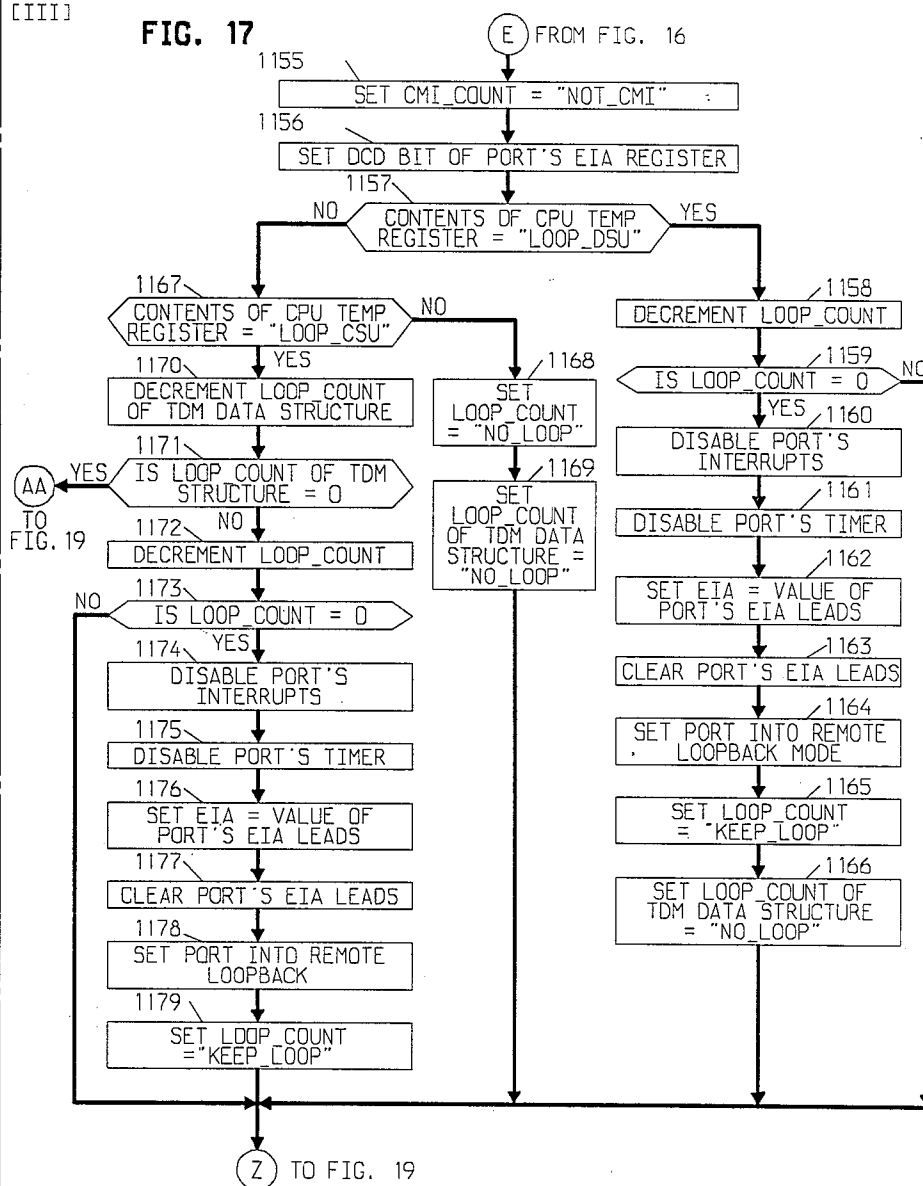 [III]
FIG. 17
E FROM FIG. 16
1155
SET CMI_COUNT = "NOT_CMI"
1156
SET DCD BIT OF PORT'S EIA REGISTER
1157
NO
CONTENTS OF CPU TEMP
REGISTER = "LOOP_DSU"
YES
1167
CONTENTS OF CPU TEMP
REGISTER = "LOOP_CSU"
NO
YES
1170
DECREMENT LOOP_COUNT
OF TDM DATA STRUCTURE
1171
IS LOOP_COUNT OF TDM
STRUCTURE = 0
YES
AA
TO
FIG. 19
NO
1172
DECREMENT LOOP_COUNT
1173
NO
IS LOOP_COUNT = 0
YES
1174
DISABLE PORT'S
INTERRUPTS
1175
DISABLE PORT'S TIMER
1176
SET EIA = VALUE OF
PORT'S EIA LEADS
1177
CLEAR PORT'S EIA LEADS
1178
SET PORT INTO REMOTE
LOOPBACK
1179
SET LOOP_COUNT
="KEEP_LOOP"
1168
SET
LOOP_COUNT
= "NO_LOOP"
1169
SET
LOOP_COUNT
OF TDM DATA
STRUCTURE =
"NO_LOOP"
1158
DECREMENT LOOP_COUNT
1159
IS LOOP_COUNT = 0
NO
YES
1160
DISABLE PORT'S
INTERRUPTS
1161
DISABLE PORT'S TIMER
1162
SET EIA = VALUE OF
PORT'S EIA LEADS
1163
CLEAR PORT'S EIA LEADS
1164
SET PORT INTO REMOTE
LOOPBACK MODE
1165
SET LOOP_COUNT
= "KEEP_LOOP"
1166
SET LOOP_COUNT OF
TDM DATA STRUCTURE
= "NO_LOOP"
Z TO FIG. 19